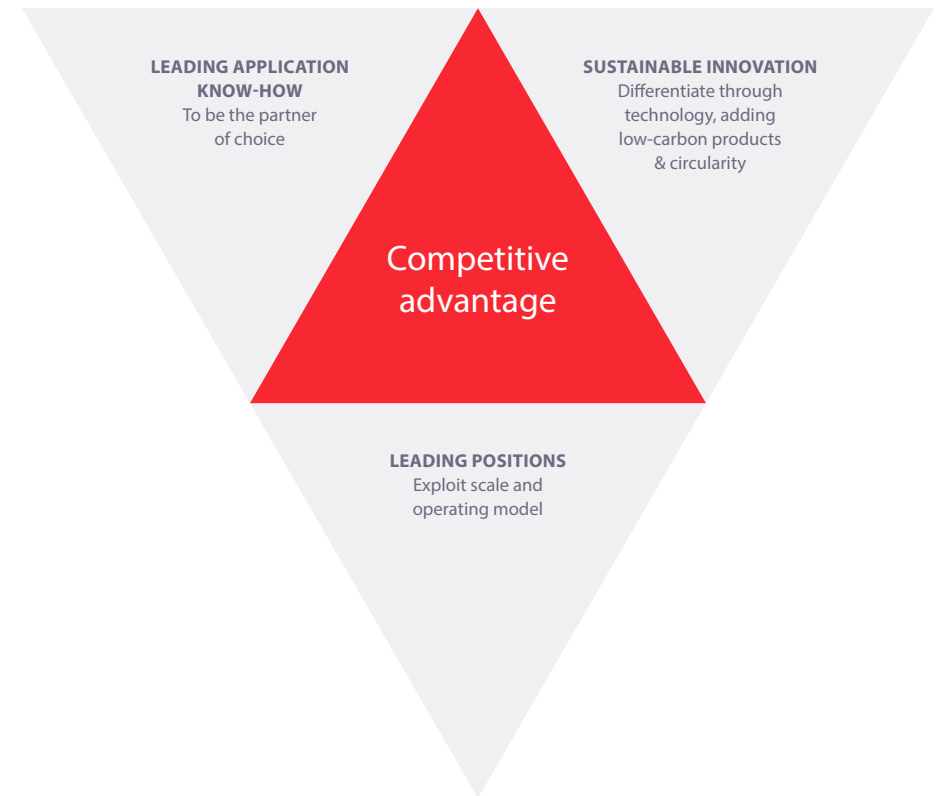 LEADING APPLICATION
KNOW-HOW
To be the partner
of choice
SUSTAINABLE INNOVATION
Differentiate through
technology, adding
low-carbon products
& circularity
Competitive
advantage
LEADING POSITIONS
Exploit scale and
operating model